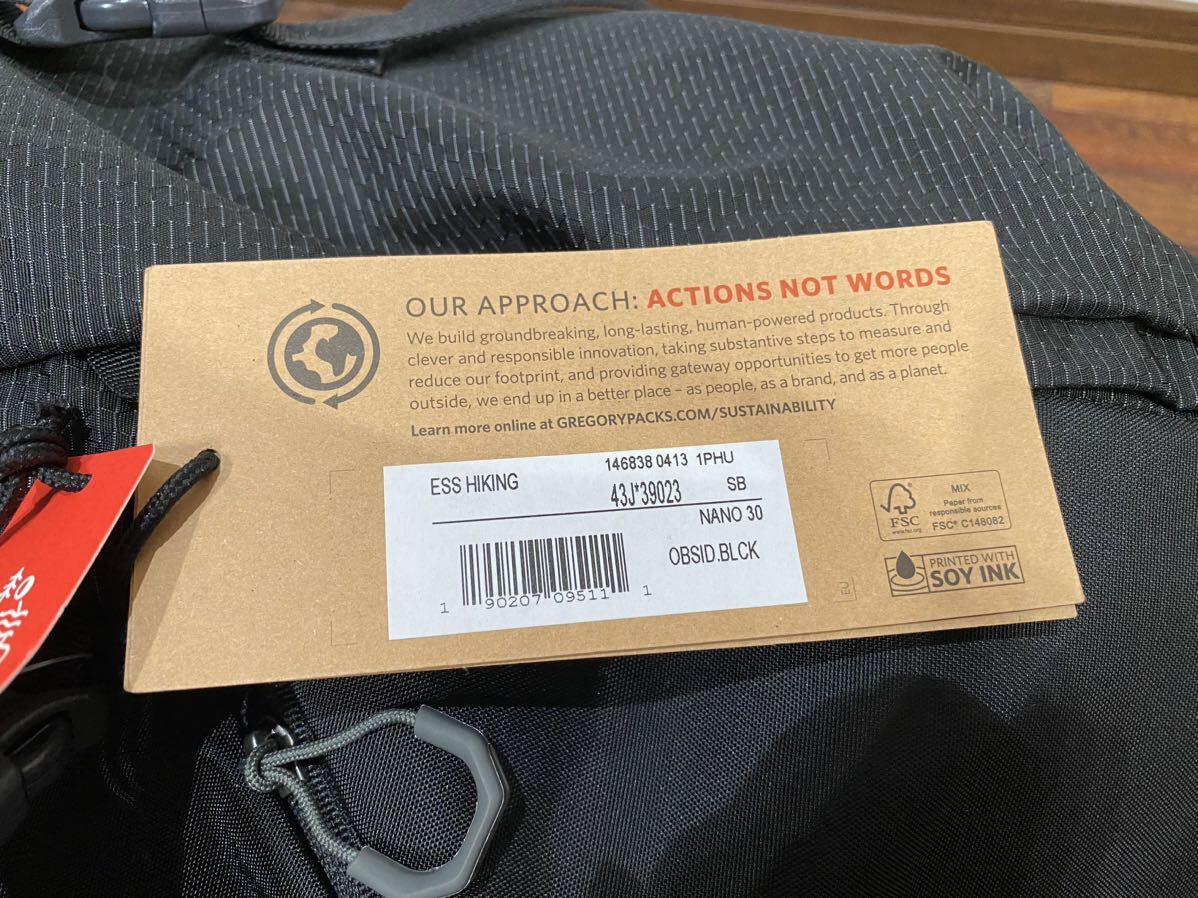 OUR APPROACH: ACTIONS NOT WORDS
We build groundbreaking, long-lasting, human-powered products. Through
clever and responsible innovation, taking substantive steps to measure and
reduce our footprint, and providing gateway opportunities to get more people
outside, we end up in a better place – as people, as a brand, and as a planet.
Learn more online at GREGORYPACKS.COM/SUSTAINABILITY
ESS HIKING
146838 0413 1PHU
43J*39023 SB
NANO 30
OBSID.BLCK
1 90207 09511 1
FSC
www.fsc.org
MIX
Paper from
responsible sources
FSC® C148082
PRINTED WITH
SOY INK